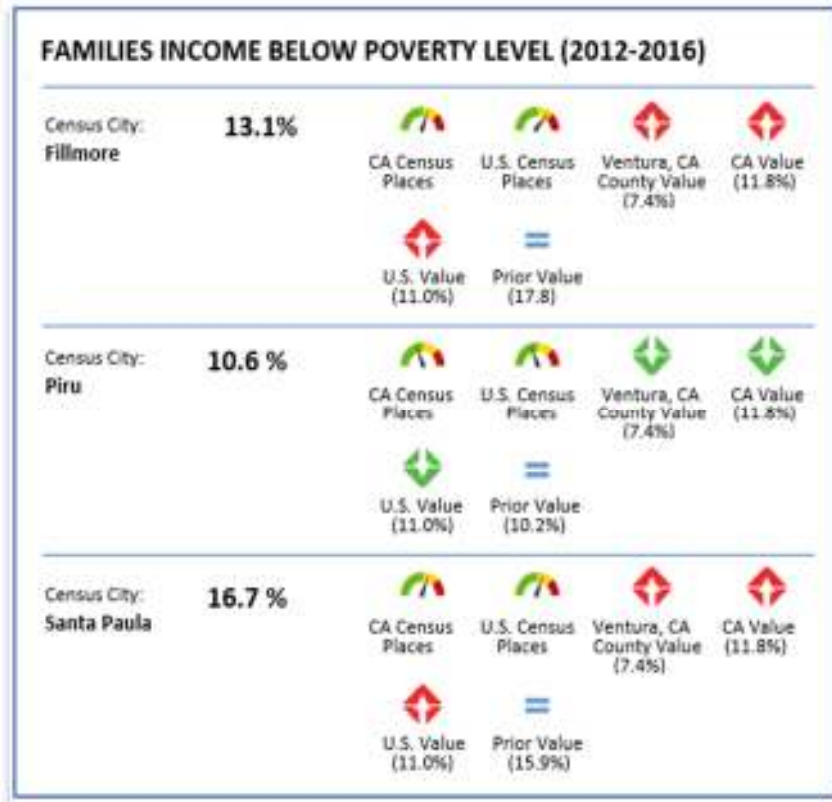 FAMILIES INCOME BELOW POVERTY LEVEL (2012-2016)
Census City:
Fillmore
13.1%
CA Census
Places
U.S. Census
Places
Ventura, CA
County Value
(7.4%)
CA Value
(11.8%)
U.S. Value
(11.0%)
Prior Value
(17.8)
Census City:
Piru
10.6 %
CA Census
Places
U.S. Census
Places
Ventura, CA
County Value
(7.4%)
CA Value
(11.8%)
U.S. Value
(11.0%)
Prior Value
(10.2%)
Census City:
Santa Paula
16.7 %
CA Census
Places
U.S. Census
Places
Ventura, CA
County Value
(7.4%)
CA Value
(11.8%)
U.S. Value
(11.0%)
Prior Value
(15.9%)